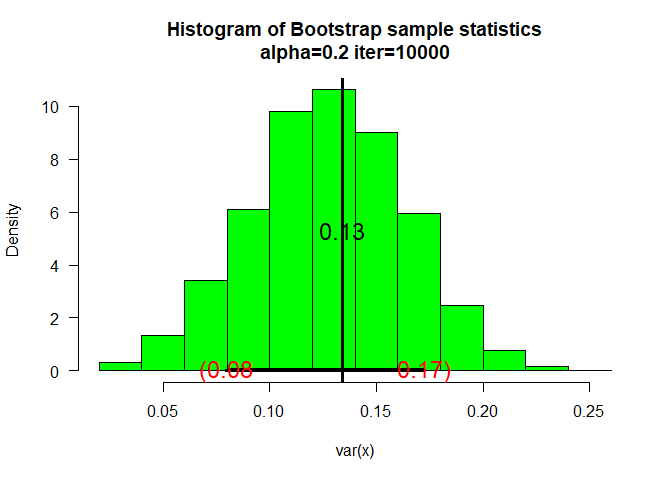 Histogram of Bootstrap sample statistics
alpha=0.2 iter=10000
Density
10
8
6
4
2
0
0.13
(0.08
0.17)
0.05 0.10 0.15 0.20 0.25
var(x)